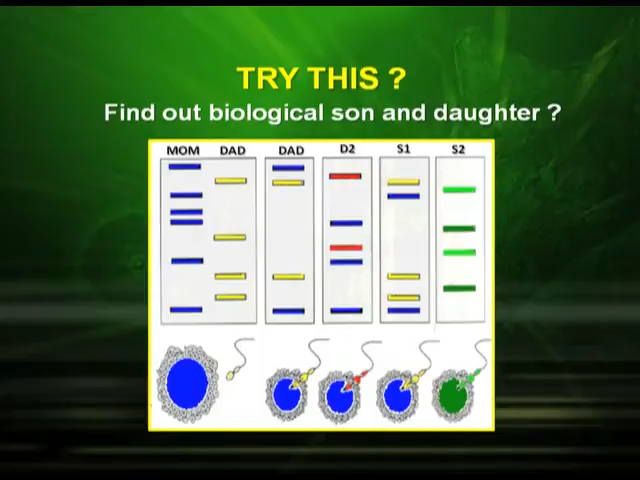 TRY THIS ?
Find out biological son and daughter ?
MOM DAD DAD D2 S1 S2